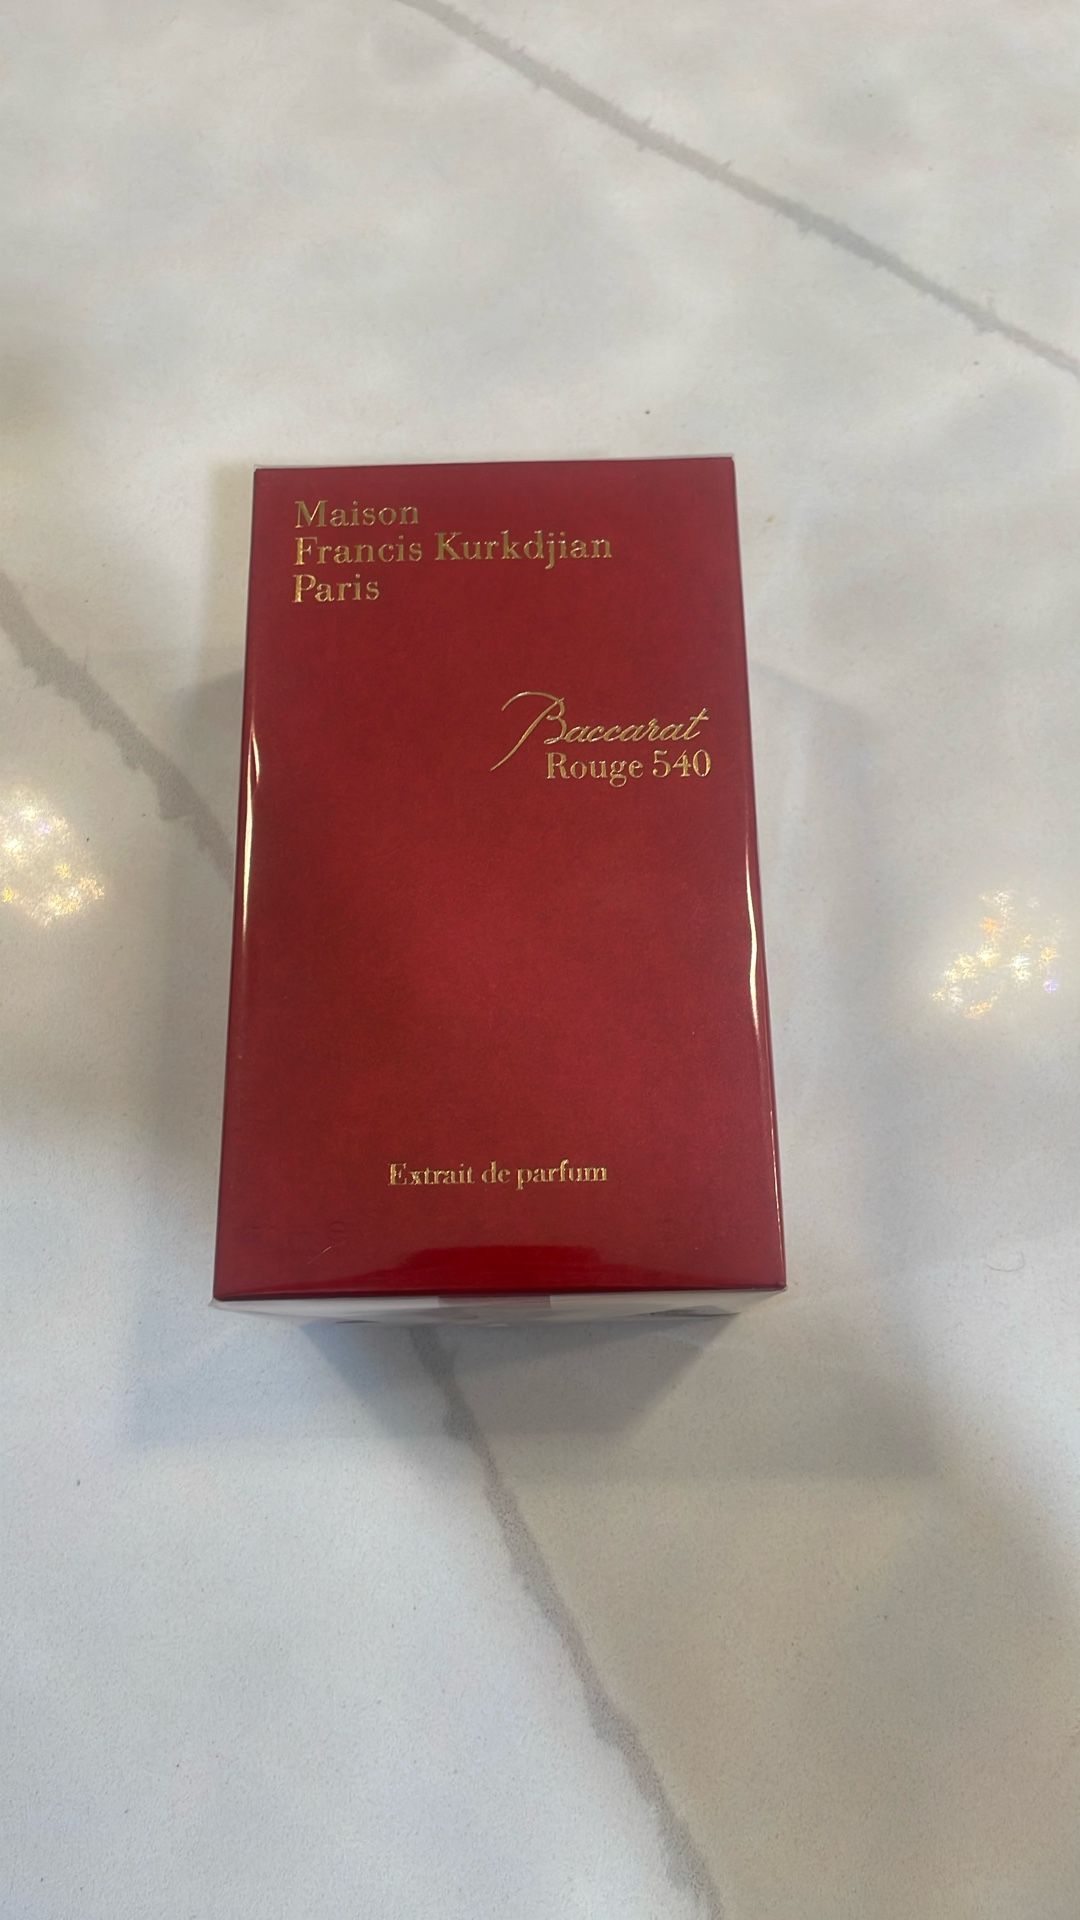 Maison
Francis Kurkdjian
Paris
Baccarat
Rouge 540
Extrait de parfum